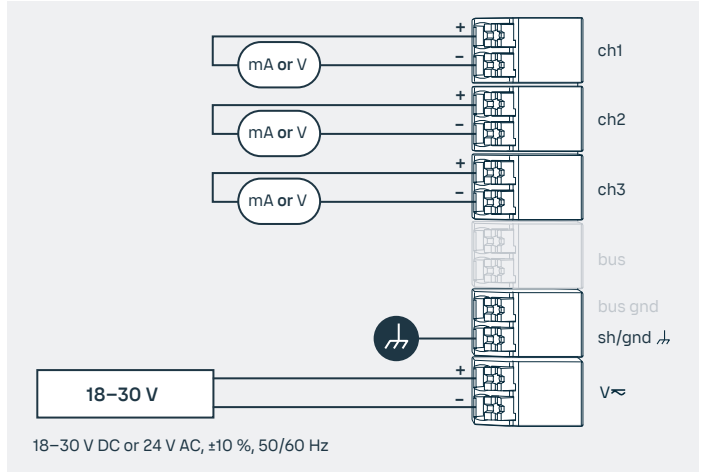 +
mA or V
−
ch1
+
mA or V
−
ch2
+
mA or V
−
ch3
bus
bus gnd
sh/gnd
+
18–30 V
−
V
18–30 V DC or 24 V AC, ±10 %, 50/60 Hz